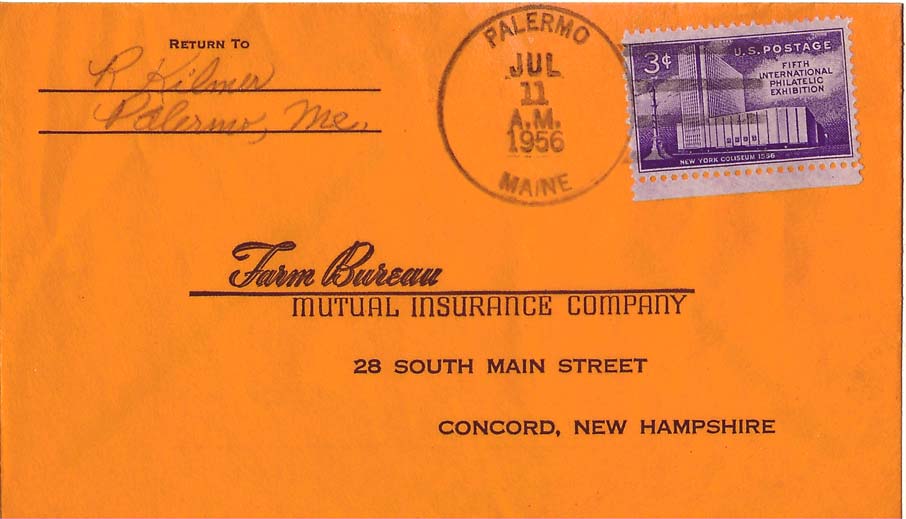 RETURN TO
R Kilmer
Palermo, Me.
PALERMO
JUL
11
A.M.
1956
MAINE
3¢
U.S. POSTAGE
FIFTH
INTERNATIONAL
PHILATELIC
EXHIBITION
NEW YORK COLISEUM 1956
Farm Bureau
MUTUAL INSURANCE COMPANY
28 SOUTH MAIN STREET
CONCORD, NEW HAMPSHIRE